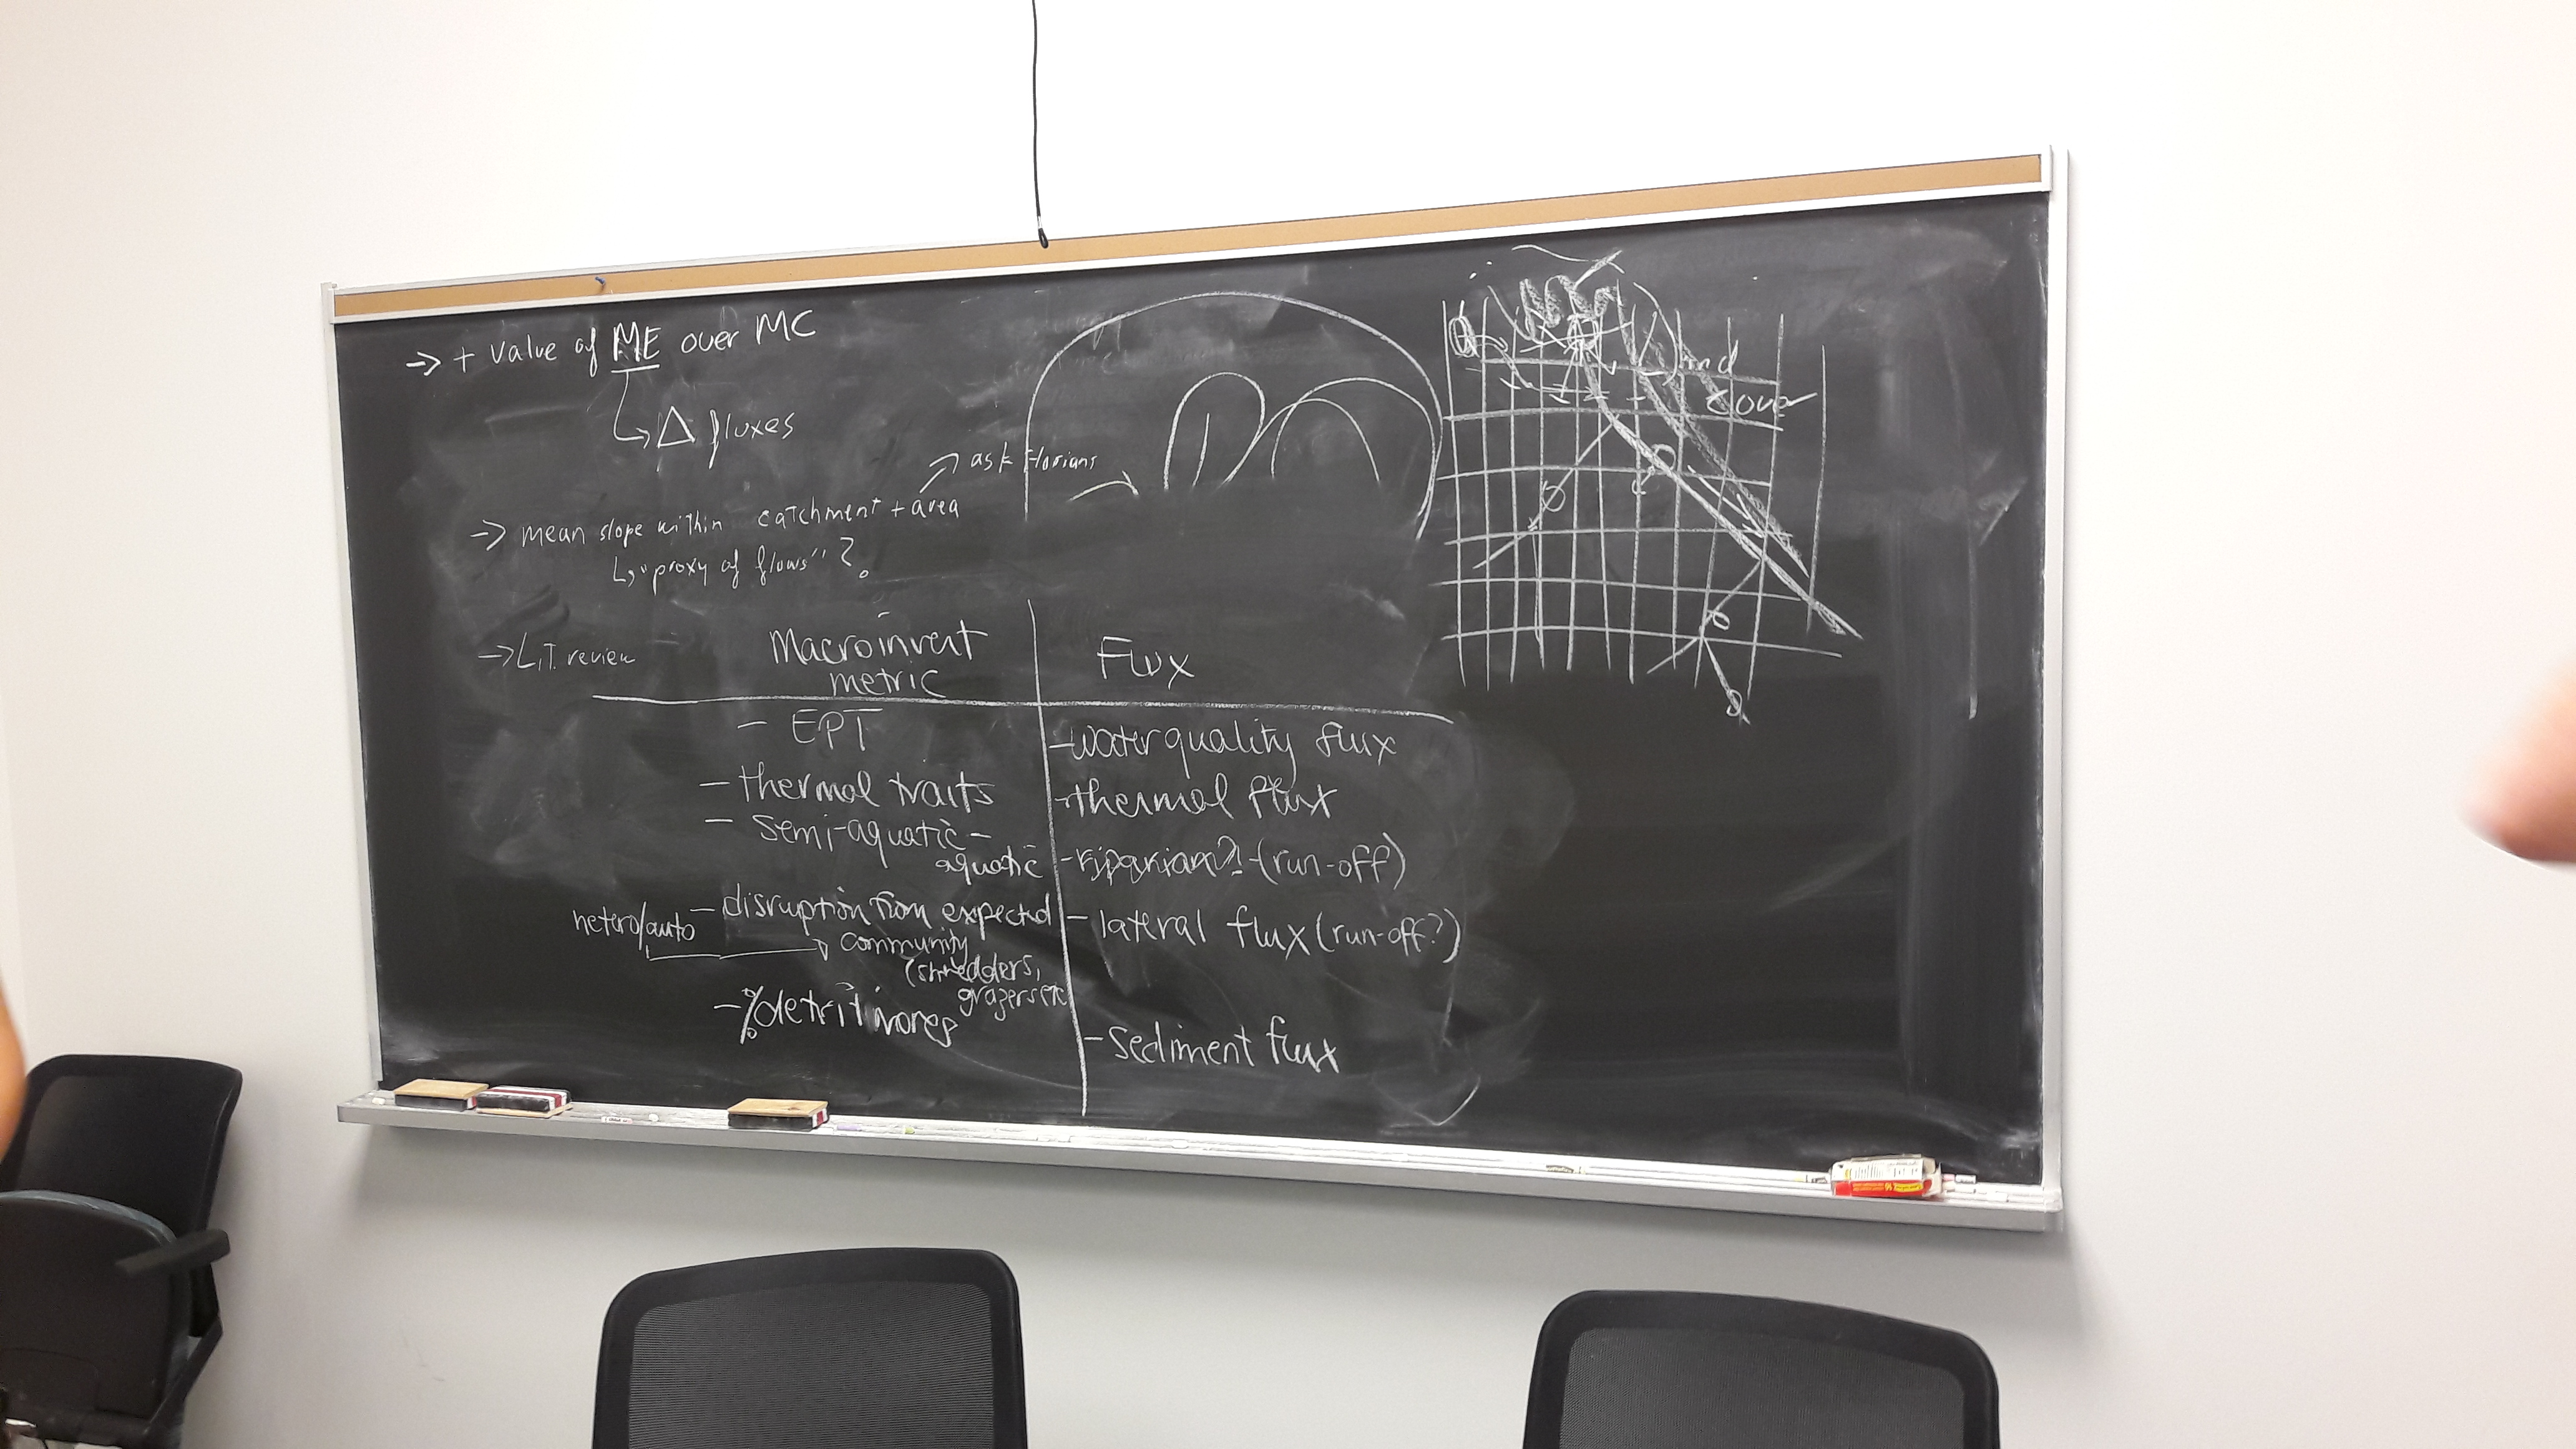 → + value of ME over MC
↳ Δ fluxes
ask Florians
→ mean slope within catchment + area
↳ "proxy of flows"?
Land
cover
→ LiT. review
Macroinvert
metric
Flux
- EPT
- water quality flux
- thermal traits
- thermal flux
- semi-aquatic -
aquatic
- riparian?! - (run-off)
- disruption from expected
- lateral flux (run-off?)
hetero/auto
community
(shredders,
grazers etc
- % detritivores
- sediment flux